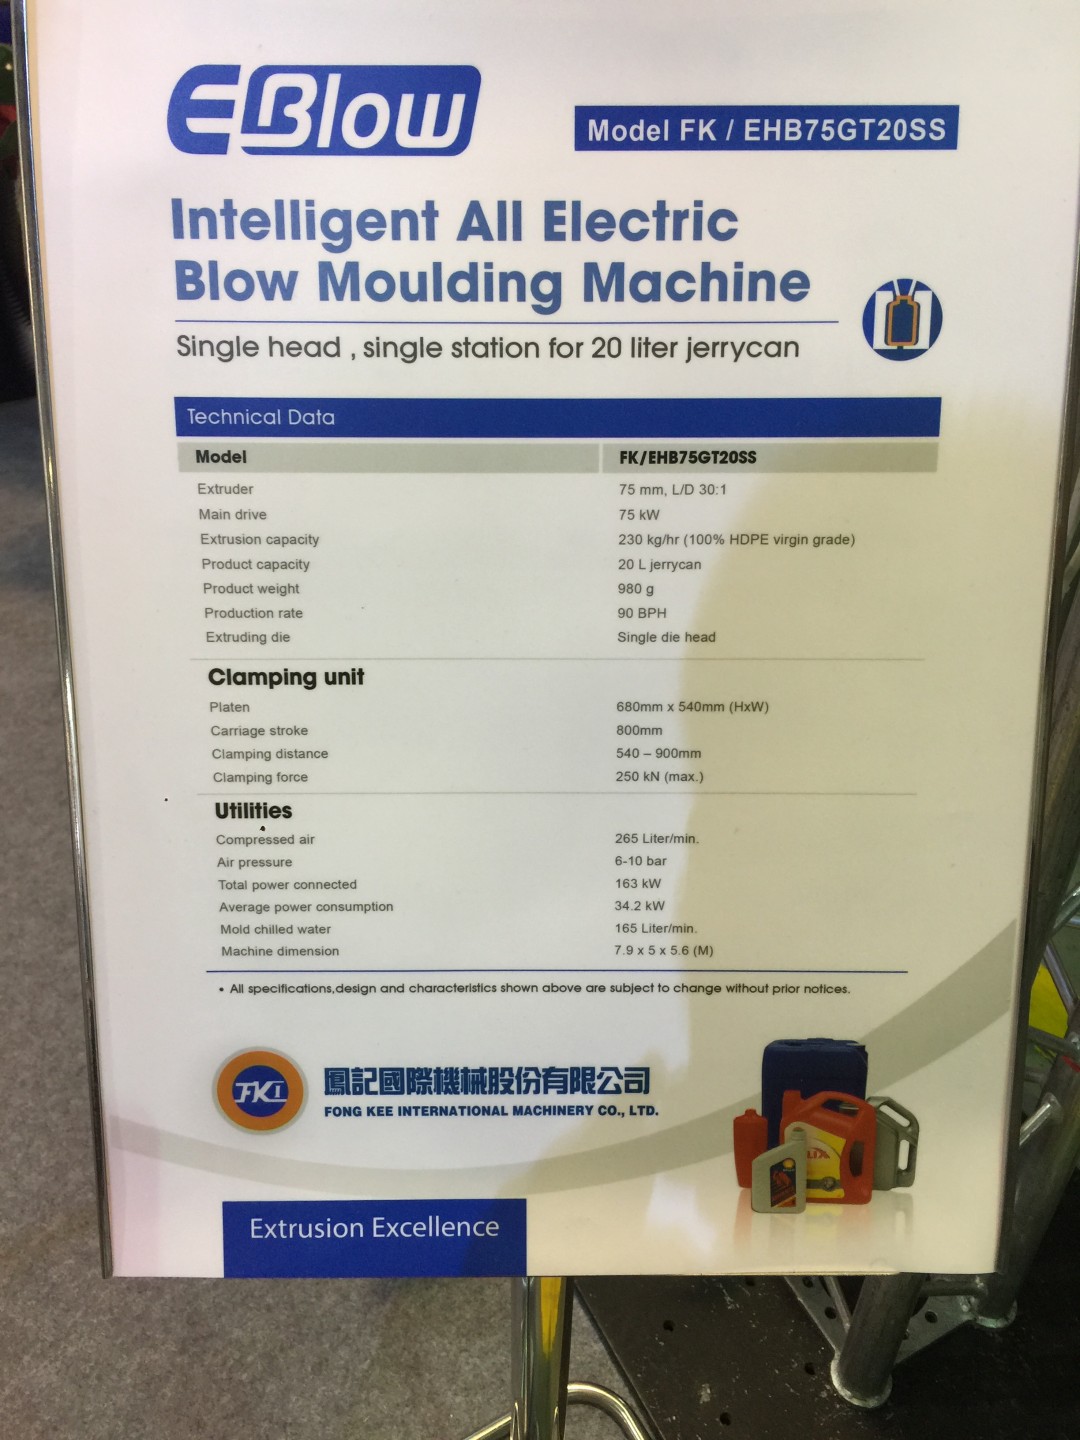 EBlow
Model FK / EHB75GT20SS
Intelligent All Electric
Blow Moulding Machine
Single head , single station for 20 liter jerrycan
Technical Data
Model FK/EHB75GT20SS
Extruder 75 mm, L/D 30:1
Main drive 75 kW
Extrusion capacity 230 kg/hr (100% HDPE virgin grade)
Product capacity 20 L jerrycan
Product weight 980 g
Production rate 90 BPH
Extruding die Single die head
Clamping unit
Platen 680mm x 540mm (HxW)
Carriage stroke 800mm
Clamping distance 540 – 900mm
Clamping force 250 kN (max.)
Utilities
Compressed air 265 Liter/min.
Air pressure 6-10 bar
Total power connected 163 kW
Average power consumption 34.2 kW
Mold chilled water 165 Liter/min.
Machine dimension 7.9 x 5 x 5.6 (M)
• All specifications,design and characteristics shown above are subject to change without prior notices.
FKI
鳳記國際機械股份有限公司
FONG KEE INTERNATIONAL MACHINERY CO., LTD.
Extrusion Excellence